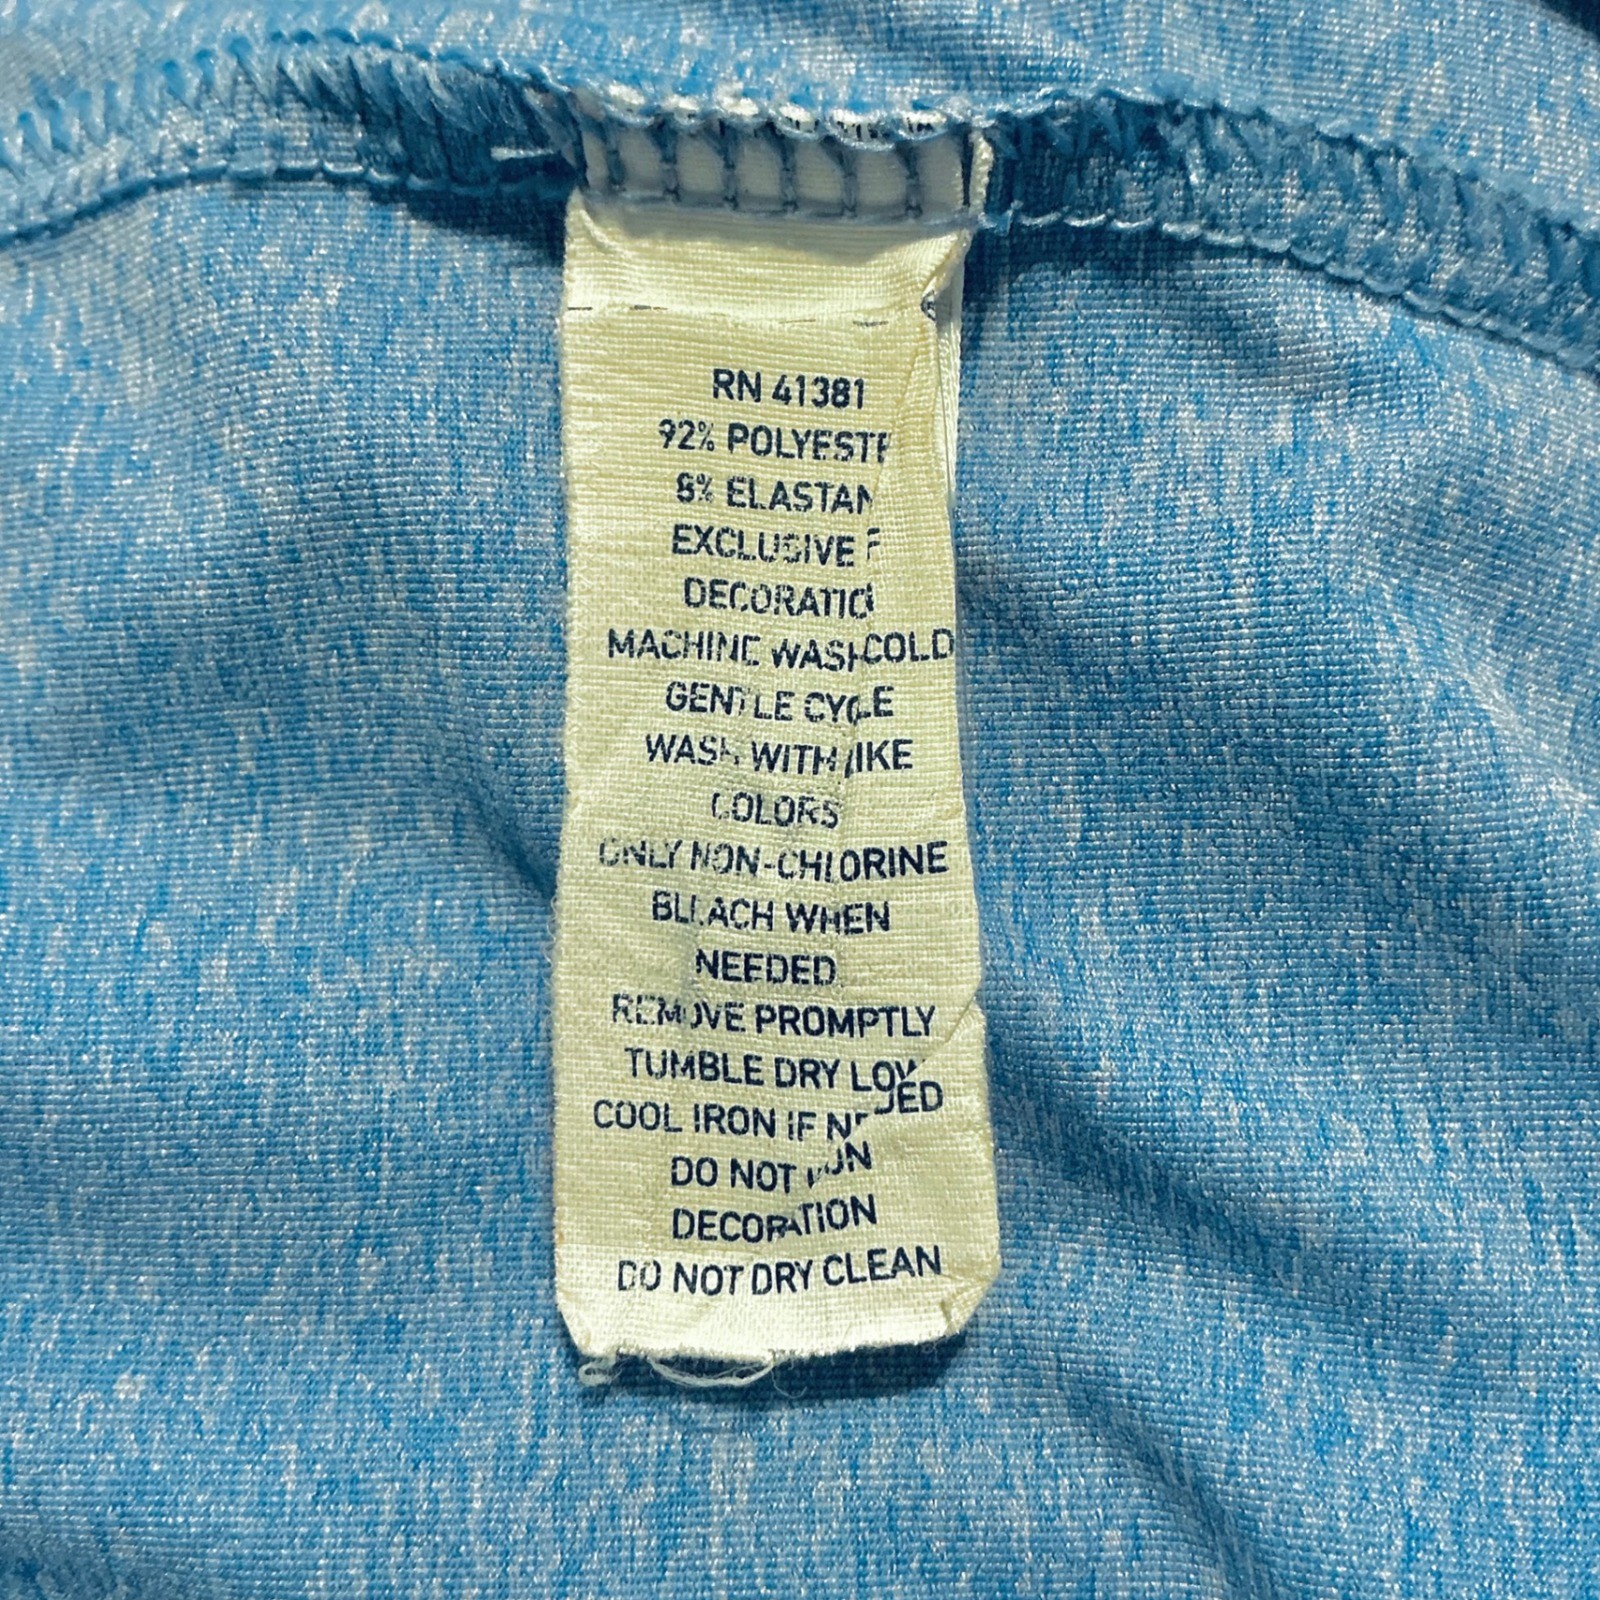 RN 41381
92% POLYESTE
8% ELASTAN
EXCLUSIVE
DECORATIO
MACHINE WASH COLD
GENTLE CYCLE
WASH WITH LIKE
COLORS
ONLY NON-CHLORINE
BLEACH WHEN
NEEDED
REMOVE PROMPTLY
TUMBLE DRY LOW
COOL IRON IF NEEDED
DO NOT IRON
DECORATION
DO NOT DRY CLEAN